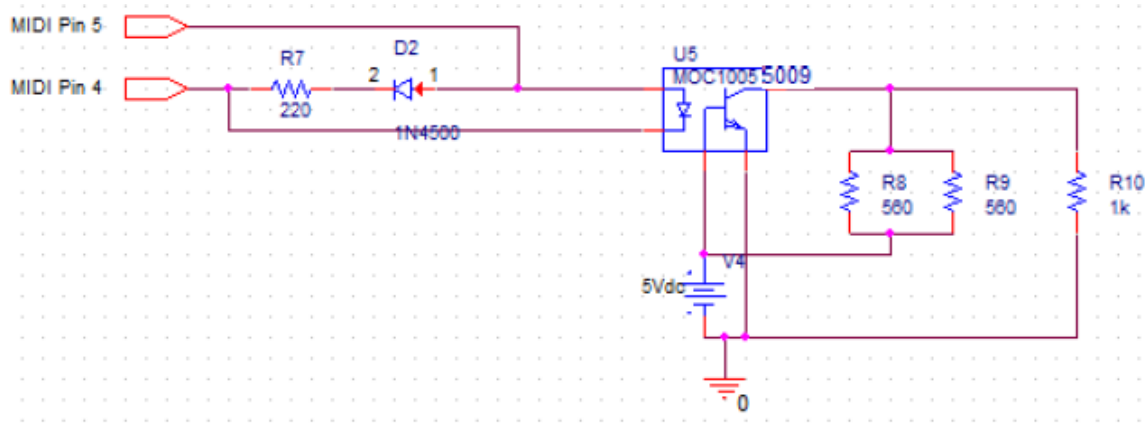 MIDI Pin 5
MIDI Pin 4
R7
220
D2
2 1
1N4500
U5
MOC1005 5009
R8
560
R9
560
R10
1k
V4
5Vdc
0